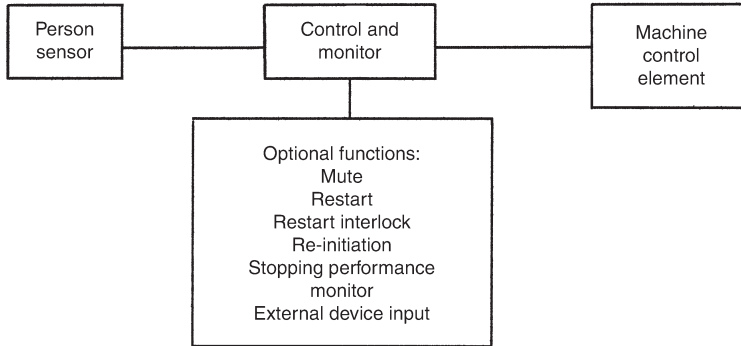 Person
sensor
Control and
monitor
Machine
control
element
Optional functions:
Mute
Restart
Restart interlock
Re-initiation
Stopping performance
monitor
External device input